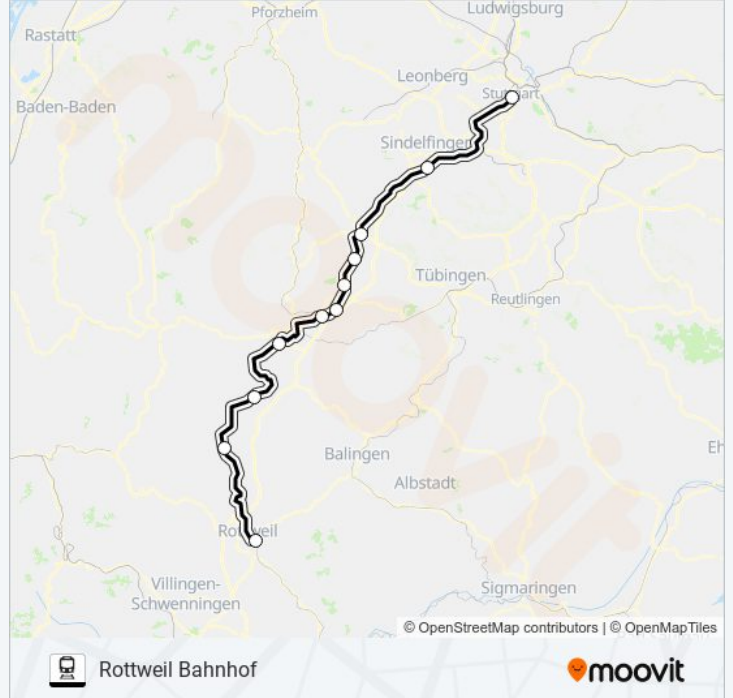 Pforzheim
Ludwigsburg
Rastatt
Leonberg
Stuttgart
Baden-Baden
Sindelfingen
Tübingen
Reutlingen
Balingen
Albstadt
Rottweil
Villingen-
Schwenningen
Sigmaringen
© OpenStreetMap contributors | © OpenMapTiles
Rottweil Bahnhof
moovit
moovit